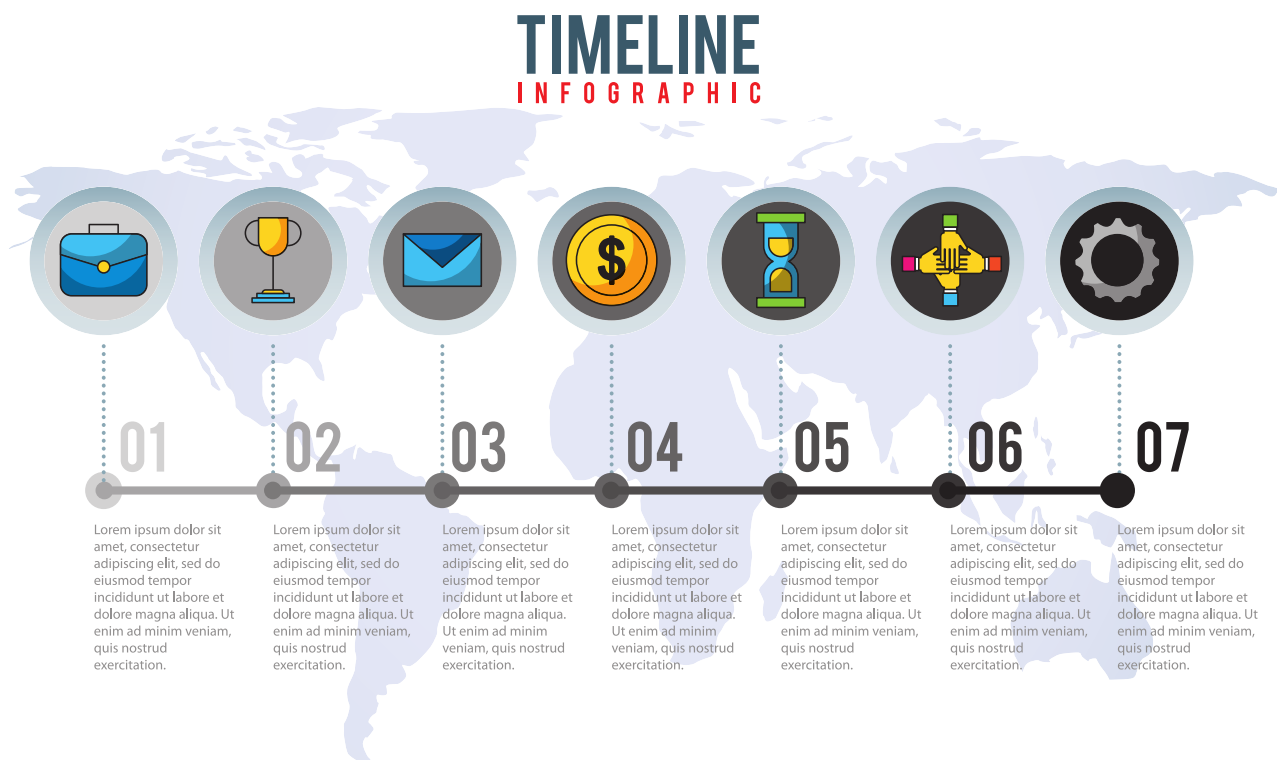 TIMELINE
INFOGRAPHIC
$
01
02
03
04
05
06
07
Lorem ipsum dolor sit
amet, consectetur
adipiscing elit, sed do
eiusmod tempor
incididunt ut labore et
dolore magna aliqua. Ut
enim ad minim veniam,
quis nostrud
exercitation.
Lorem ipsum dolor sit
amet, consectetur
adipiscing elit, sed do
eiusmod tempor
incididunt ut labore et
dolore magna aliqua. Ut
enim ad minim veniam,
quis nostrud
exercitation.
Lorem ipsum dolor sit
amet, consectetur
adipiscing elit, sed do
eiusmod tempor
incididunt ut labore et
dolore magna aliqua.
Ut enim ad minim
veniam, quis nostrud
exercitation.
Lorem ipsum dolor sit
amet, consectetur
adipiscing elit, sed do
eiusmod tempor
incididunt ut labore et
dolore magna aliqua.
Ut enim ad minim
veniam, quis nostrud
exercitation.
Lorem ipsum dolor sit
amet, consectetur
adipiscing elit, sed do
eiusmod tempor
incididunt ut labore et
dolore magna aliqua. Ut
enim ad minim veniam,
quis nostrud
exercitation.
Lorem ipsum dolor sit
amet, consectetur
adipiscing elit, sed do
eiusmod tempor
incididunt ut labore et
dolore magna aliqua. Ut
enim ad minim veniam,
quis nostrud
exercitation.
Lorem ipsum dolor sit
amet, consectetur
adipiscing elit, sed do
eiusmod tempor
incididunt ut labore et
dolore magna aliqua. Ut
enim ad minim veniam,
quis nostrud
exercitation.